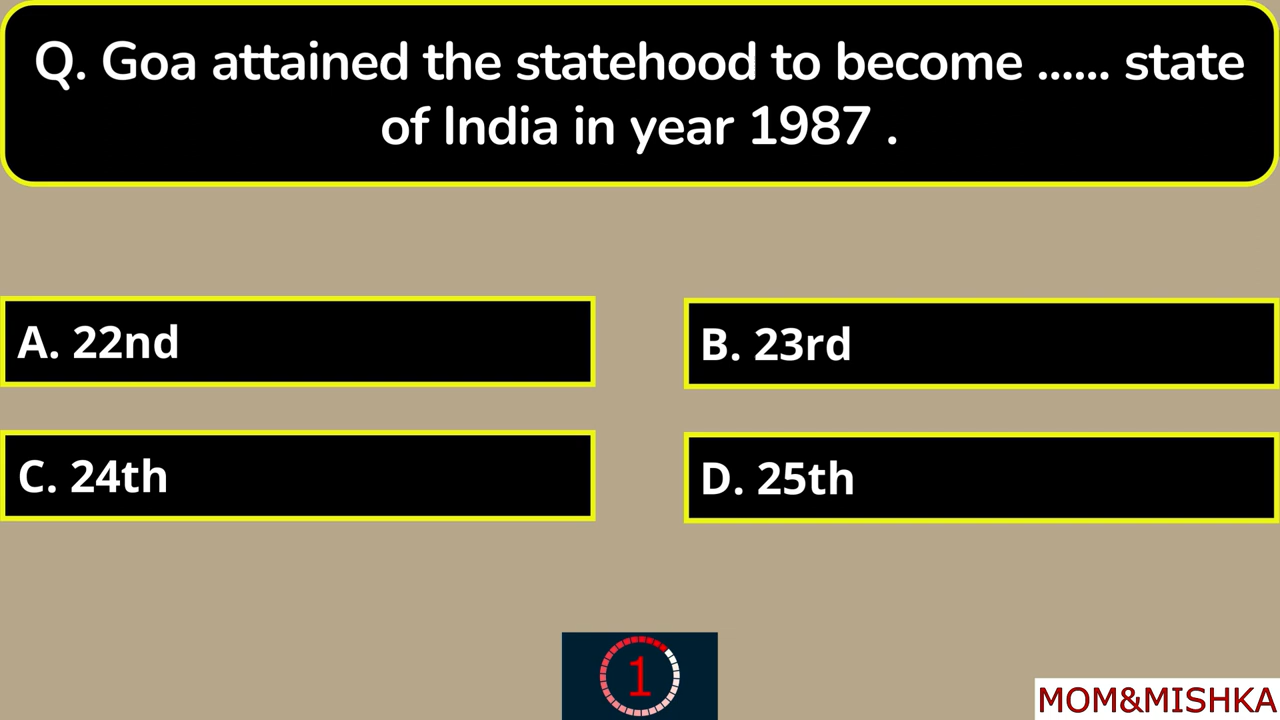 Q. Goa attained the statehood to become ...... state
of India in year 1987 .
A. 22nd
B. 23rd
C. 24th
D. 25th
1
MOM&MISHKA